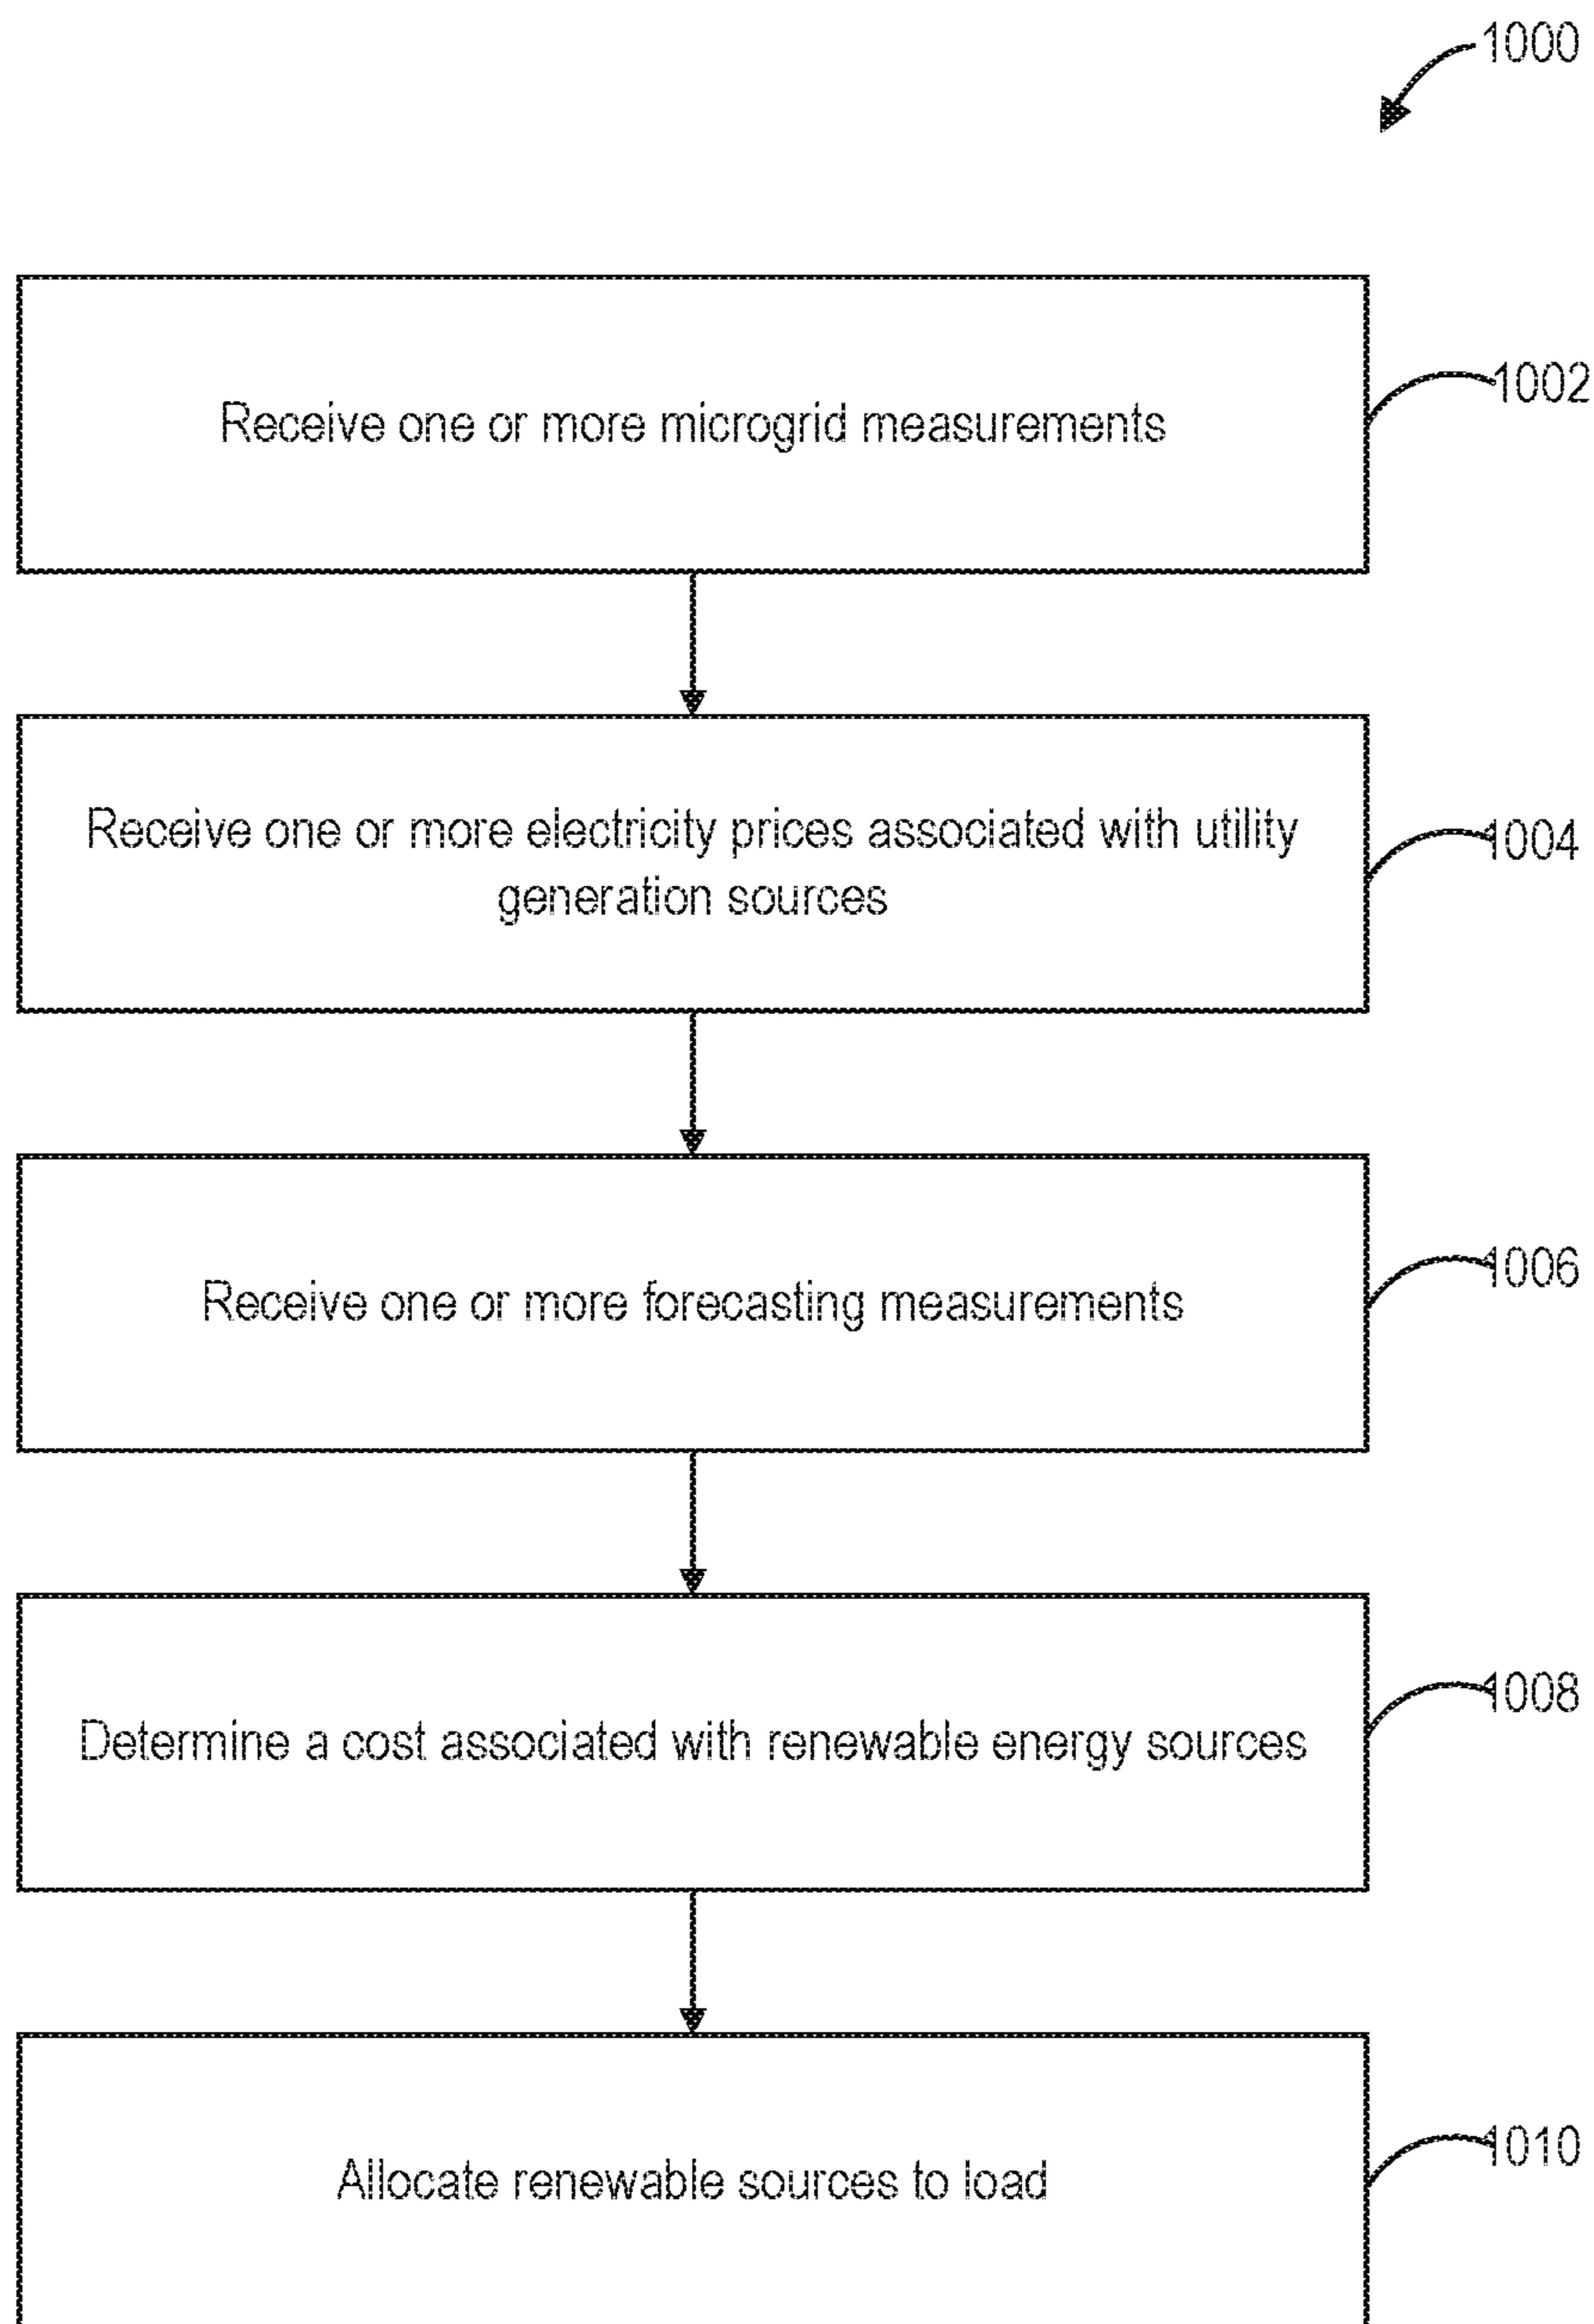 1000
Receive one or more microgrid measurements
1002
Receive one or more electricity prices associated with utility
generation sources
1004
Receive one or more forecasting measurements
1006
Determine a cost associated with renewable energy sources
1008
Allocate renewable sources to load
1010